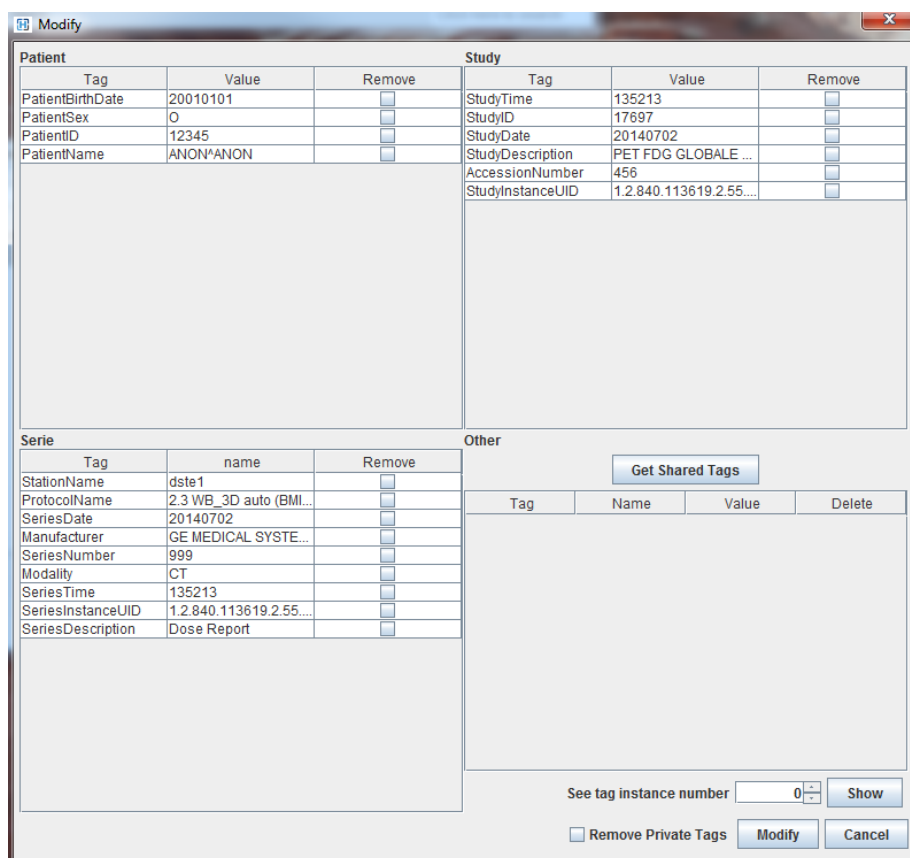 Modify
Patient
Tag Value Remove
PatientBirthDate 20010101
PatientSex O
PatientID 12345
PatientName ANON^ANON
Study
Tag Value Remove
StudyTime 135213
StudyID 17697
StudyDate 20140702
StudyDescription PET FDG GLOBALE ...
AccessionNumber 456
StudyInstanceUID 1.2.840.113619.2.55....
Serie
Tag name Remove
StationName dste1
ProtocolName 2.3 WB_3D auto (BMI...
SeriesDate 20140702
Manufacturer GE MEDICAL SYSTE...
SeriesNumber 999
Modality CT
SeriesTime 135213
SeriesInstanceUID 1.2.840.113619.2.55....
SeriesDescription Dose Report
Other
Get Shared Tags
Tag Name Value Delete
See tag instance number 0 Show
Remove Private Tags Modify Cancel